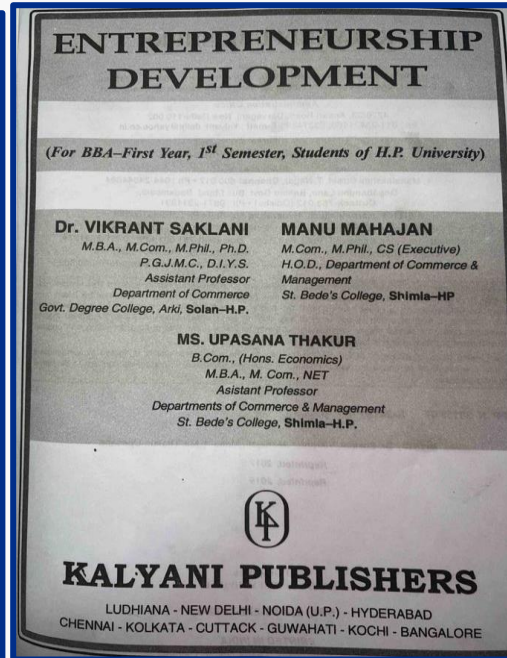 ENTREPRENEURSHIP
DEVELOPMENT
(For BBA–First Year, 1st Semester, Students of H.P. University)
Dr. VIKRANT SAKLANI
M.B.A., M.Com., M.Phil., Ph.D.
P.G.J.M.C., D.I.Y.S.
Assistant Professor
Department of Commerce
Govt. Degree College, Arki, Solan–H.P.
MANU MAHAJAN
M.Com., M.Phil., CS (Executive)
H.O.D., Department of Commerce &
Management
St. Bede's College, Shimla–HP
MS. UPASANA THAKUR
B.Com., (Hons. Economics)
M.B.A., M. Com., NET
Asistant Professor
Departments of Commerce & Management
St. Bede's College, Shimla–H.P.
KP
KALYANI PUBLISHERS
LUDHIANA - NEW DELHI - NOIDA (U.P.) - HYDERABAD
CHENNAI - KOLKATA - CUTTACK - GUWAHATI - KOCHI - BANGALORE